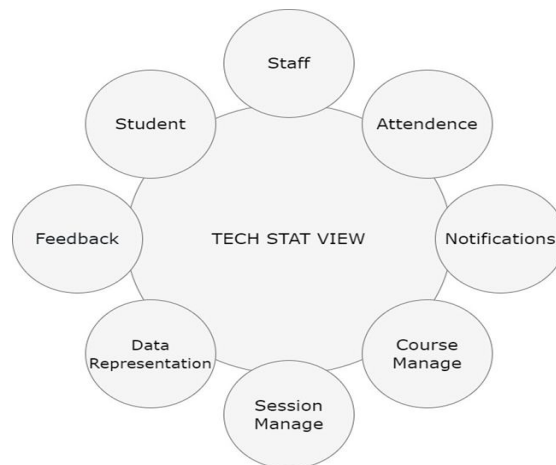 Staff
Student
Attendence
Feedback
TECH STAT VIEW
Notifications
Data
Representation
Course
Manage
Session
Manage